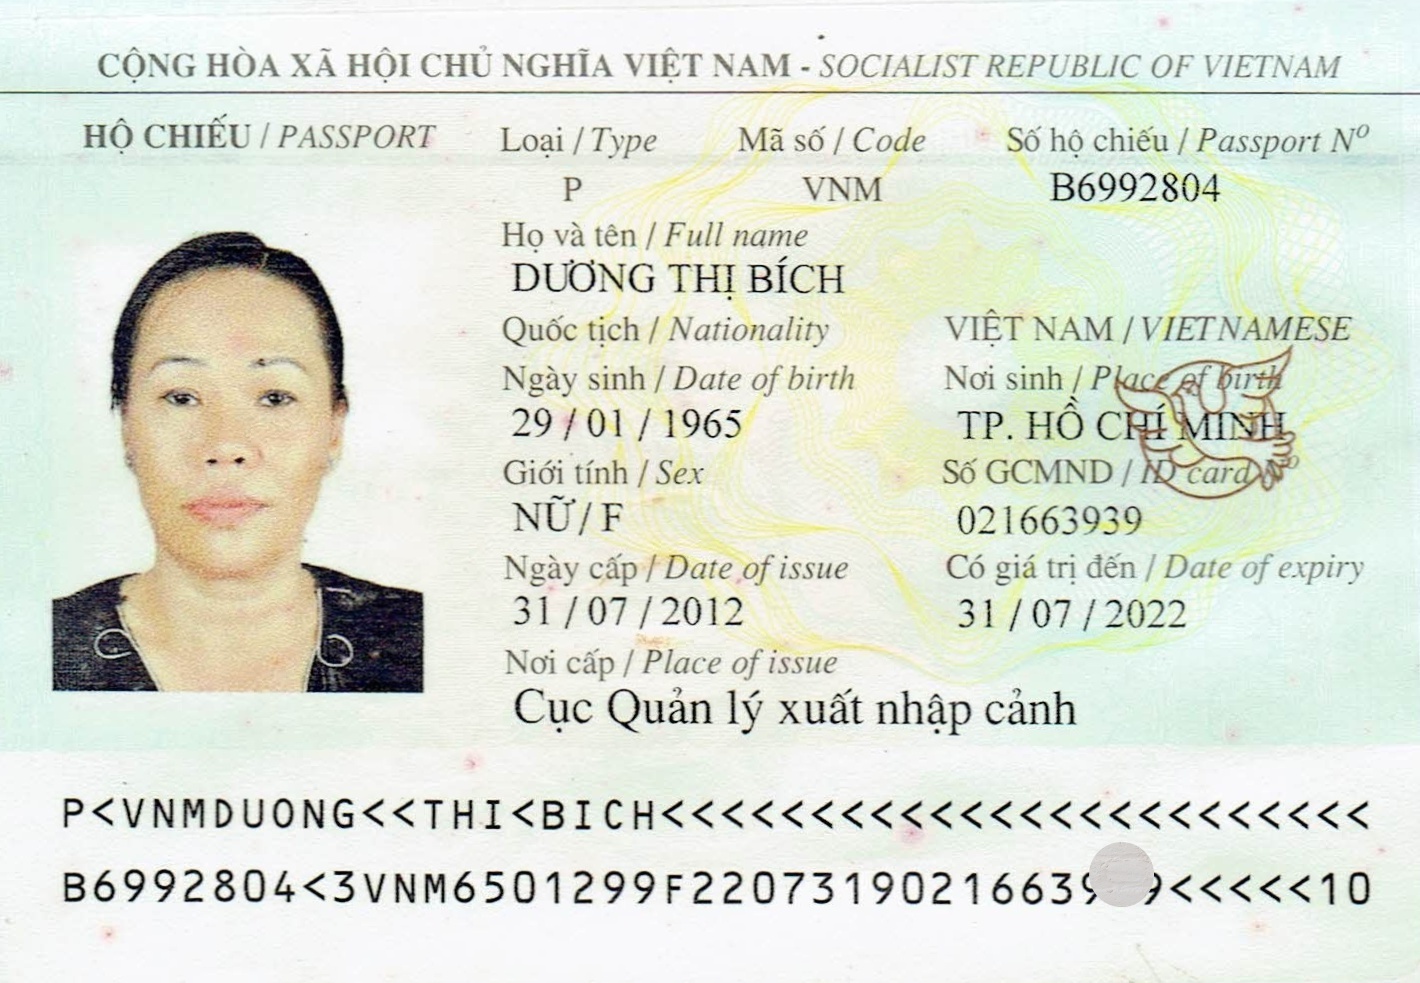 CỘNG HÒA XÃ HỘI CHỦ NGHĨA VIỆT NAM - SOCIALIST REPUBLIC OF VIETNAM
HỘ CHIẾU / PASSPORT Loại / Type Mã số / Code Số hộ chiếu / Passport Nº
P VNM B6992804
Họ và tên / Full name
DƯƠNG THỊ BÍCH
Quốc tịch / Nationality VIỆT NAM / VIETNAMESE
Ngày sinh / Date of birth Nơi sinh / Place of birth
29 / 01 / 1965 TP. HỒ CHÍ MINH
Giới tính / Sex Số GCMND / ID card Nº
NỮ / F 021663939
Ngày cấp / Date of issue Có giá trị đến / Date of expiry
31 / 07 / 2012 31 / 07 / 2022
Nơi cấp / Place of issue
Cục Quản lý xuất nhập cảnh
P<VNMDUONG<<THI<BICH<<<<<<<<<<<<<<<<<<<<<<<<
B6992804<3VNM6501299F22073190216639 9<<<<<10